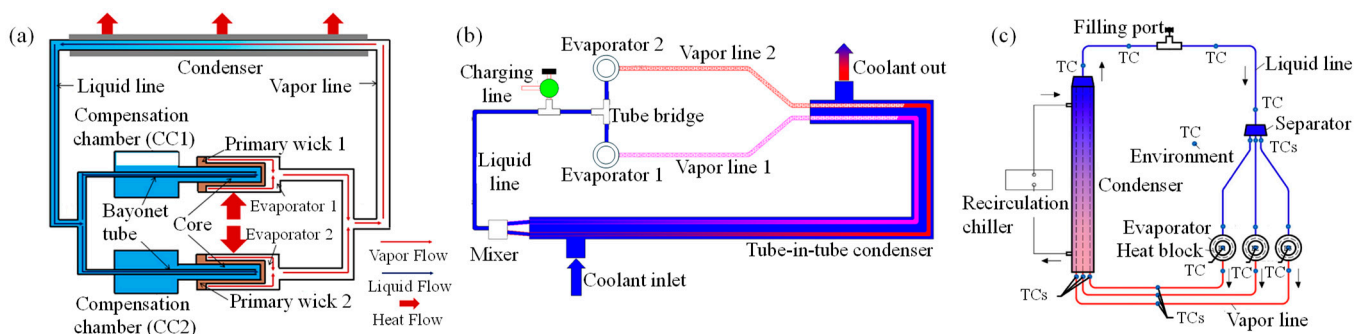 (a)
Condenser
Liquid line
Vapor line
Compensation
chamber (CC1)
Primary wick 1
Bayonet
tube
Core
Evaporator 1
Evaporator 2
Primary wick 2
Compensation
chamber (CC2)
Vapor Flow
Liquid Flow
Heat Flow
(b)
Evaporator 2
Vapor line 2
Coolant out
Charging
line
Tube bridge
Liquid
line
Evaporator 1
Vapor line 1
Mixer
Tube-in-tube condenser
Coolant inlet
(c)
Filling port
TC
TC
TC
Liquid line
TC
Separator
TC
TCs
Environment
Condenser
Recirculation
chiller
Evaporator
Heat block
TC
TC
TC
TCs
TCs
Vapor line